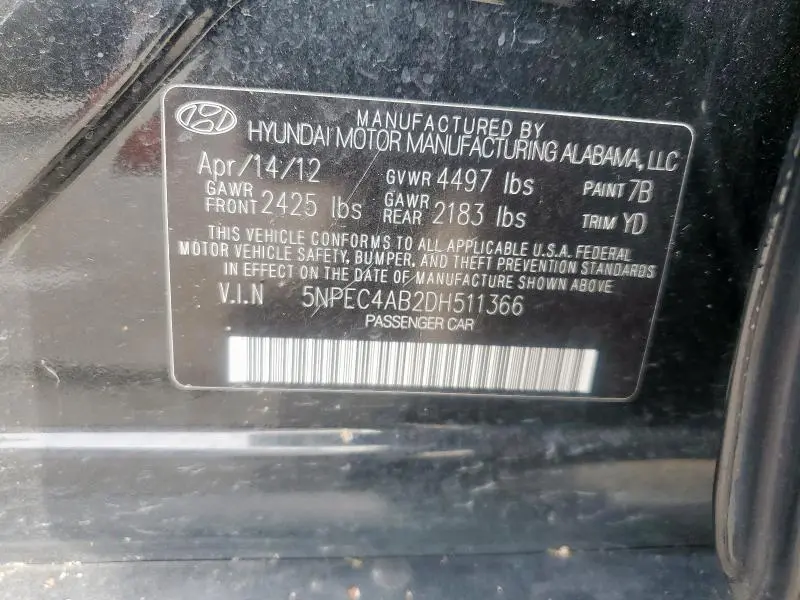 MANUFACTURED BY
HYUNDAI MOTOR MANUFACTURING ALABAMA, LLC
Apr/14/12 GVWR 4497 lbs PAINT 7B
GAWR FRONT 2425 lbs GAWR REAR 2183 lbs TRIM YD
THIS VEHICLE CONFORMS TO ALL APPLICABLE U.S.A. FEDERAL
MOTOR VEHICLE SAFETY, BUMPER, AND THEFT PREVENTION STANDARDS
IN EFFECT ON THE DATE OF MANUFACTURE SHOWN ABOVE
V.I.N 5NPEC4AB2DH511366
PASSENGER CAR